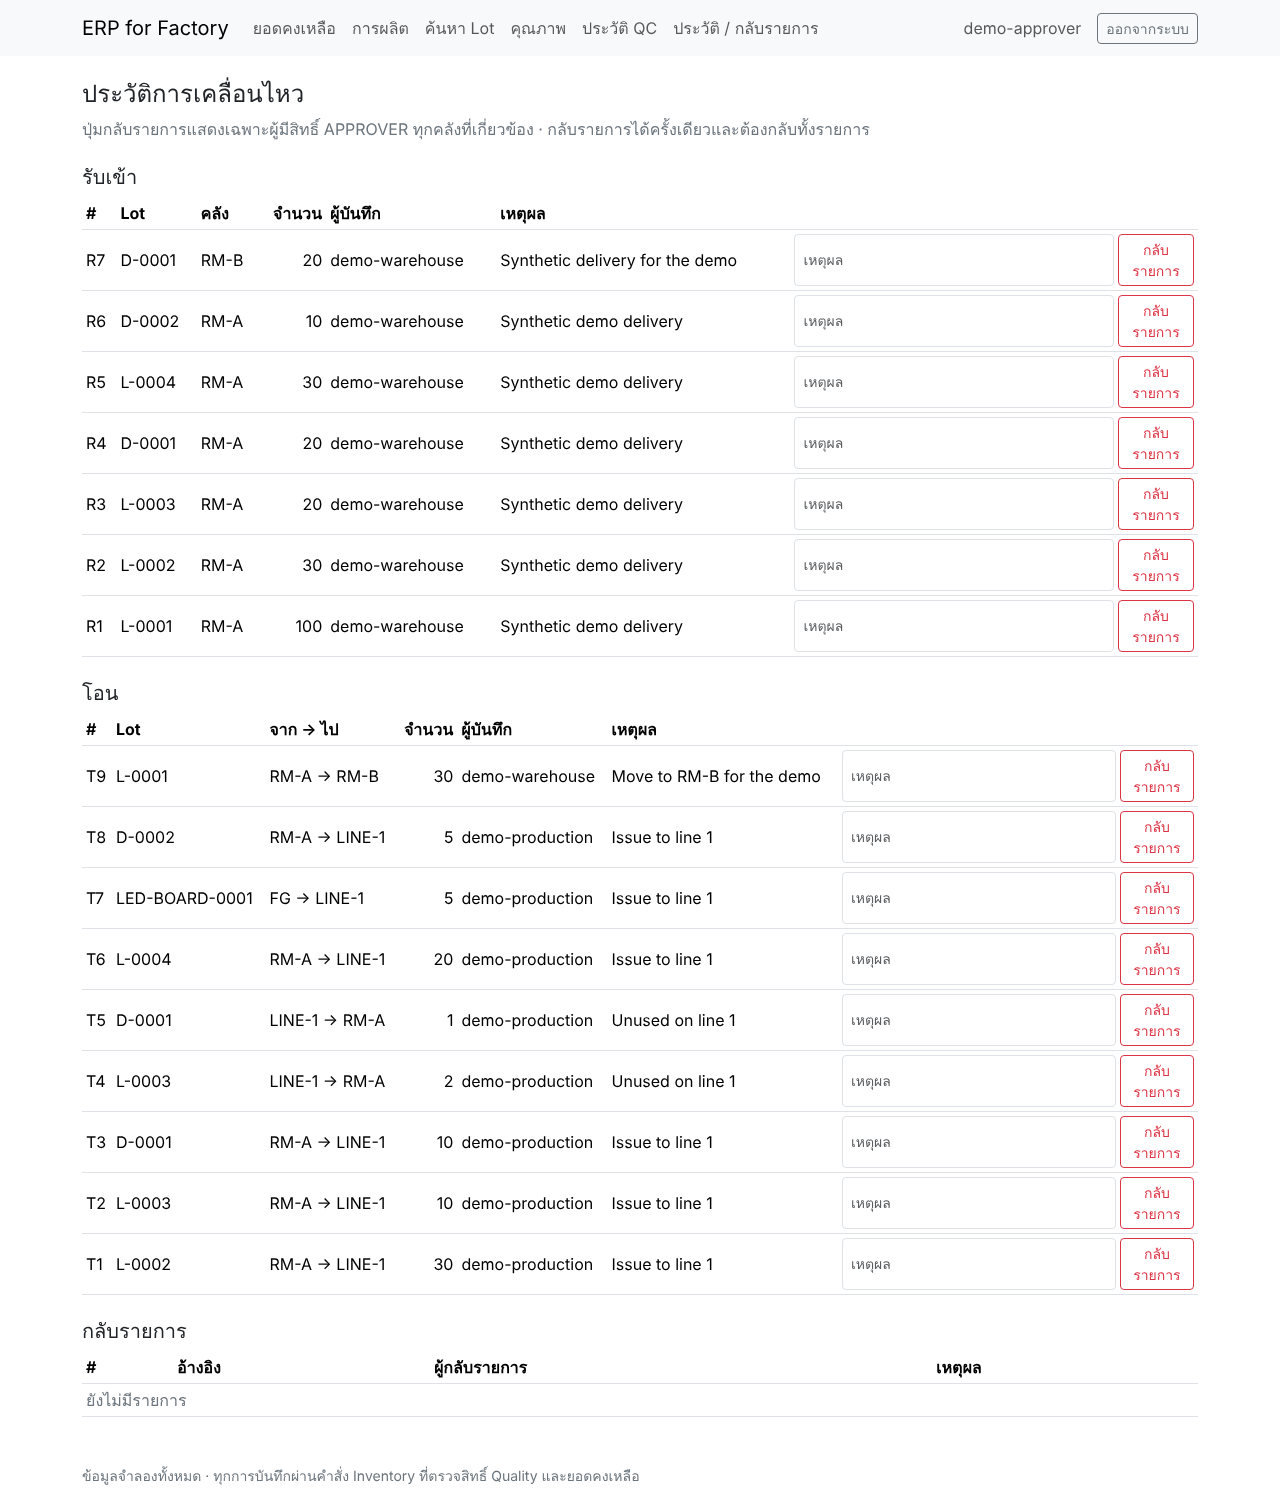 ERP for Factory ยอดคงเหลือ การผลิต ค้นหา Lot คุณภาพ ประวัติ QC ประวัติ / กลับรายการ demo-approver ออกจากระบบ
ประวัติการเคลื่อนไหว
ปุ่มกลับรายการแสดงเฉพาะผู้มีสิทธิ์ APPROVER ทุกคลังที่เกี่ยวข้อง · กลับรายการได้ครั้งเดียวและต้องกลับทั้งรายการ
รับเข้า
# Lot คลัง จำนวน ผู้บันทึก เหตุผล
R7 D-0001 RM-B 20 demo-warehouse Synthetic delivery for the demo เหตุผล กลับรายการ
R6 D-0002 RM-A 10 demo-warehouse Synthetic demo delivery เหตุผล กลับรายการ
R5 L-0004 RM-A 30 demo-warehouse Synthetic demo delivery เหตุผล กลับรายการ
R4 D-0001 RM-A 20 demo-warehouse Synthetic demo delivery เหตุผล กลับรายการ
R3 L-0003 RM-A 20 demo-warehouse Synthetic demo delivery เหตุผล กลับรายการ
R2 L-0002 RM-A 30 demo-warehouse Synthetic demo delivery เหตุผล กลับรายการ
R1 L-0001 RM-A 100 demo-warehouse Synthetic demo delivery เหตุผล กลับรายการ
โอน
# Lot จาก → ไป จำนวน ผู้บันทึก เหตุผล
T9 L-0001 RM-A → RM-B 30 demo-warehouse Move to RM-B for the demo เหตุผล กลับรายการ
T8 D-0002 RM-A → LINE-1 5 demo-production Issue to line 1 เหตุผล กลับรายการ
T7 LED-BOARD-0001 FG → LINE-1 5 demo-production Issue to line 1 เหตุผล กลับรายการ
T6 L-0004 RM-A → LINE-1 20 demo-production Issue to line 1 เหตุผล กลับรายการ
T5 D-0001 LINE-1 → RM-A 1 demo-production Unused on line 1 เหตุผล กลับรายการ
T4 L-0003 LINE-1 → RM-A 2 demo-production Unused on line 1 เหตุผล กลับรายการ
T3 D-0001 RM-A → LINE-1 10 demo-production Issue to line 1 เหตุผล กลับรายการ
T2 L-0003 RM-A → LINE-1 10 demo-production Issue to line 1 เหตุผล กลับรายการ
T1 L-0002 RM-A → LINE-1 30 demo-production Issue to line 1 เหตุผล กลับรายการ
กลับรายการ
# อ้างอิง ผู้กลับรายการ เหตุผล
ยังไม่มีรายการ
ข้อมูลจำลองทั้งหมด · ทุกการบันทึกผ่านคำสั่ง Inventory ที่ตรวจสิทธิ์ Quality และยอดคงเหลือ